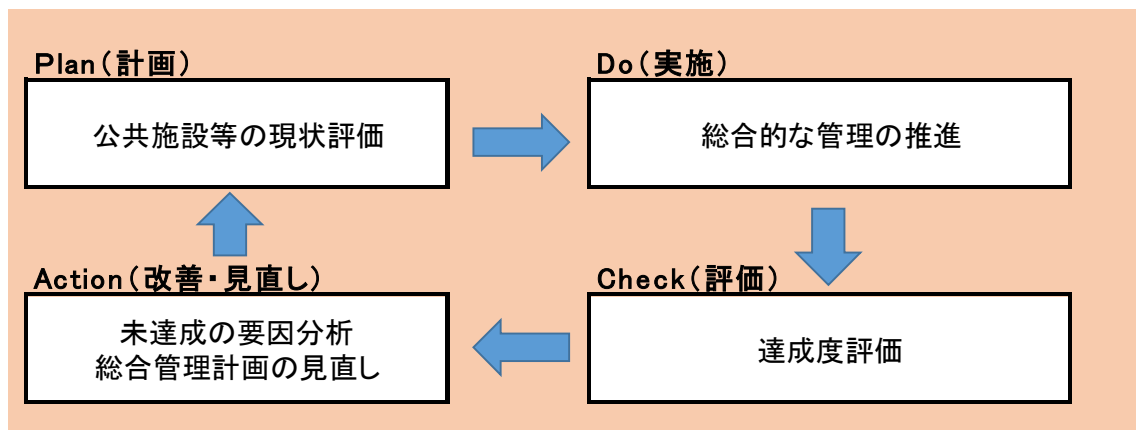 Plan（計画）
公共施設等の現状評価
Do（実施）
総合的な管理の推進
Action（改善・見直し）
未達成の要因分析
総合管理計画の見直し
Check（評価）
達成度評価